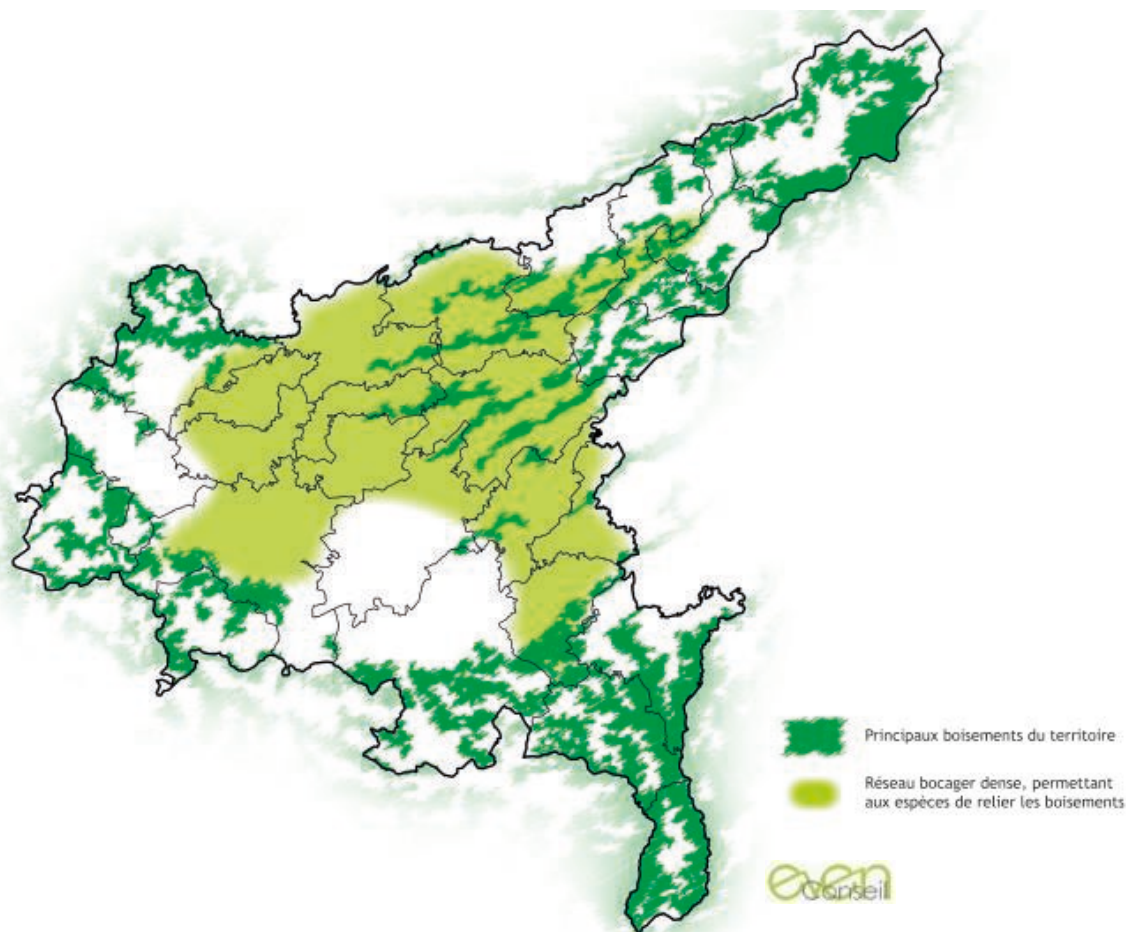 Principaux boisements du territoire
Réseau bocager dense, permettant
aux espèces de relier les boisements
even
Conseil